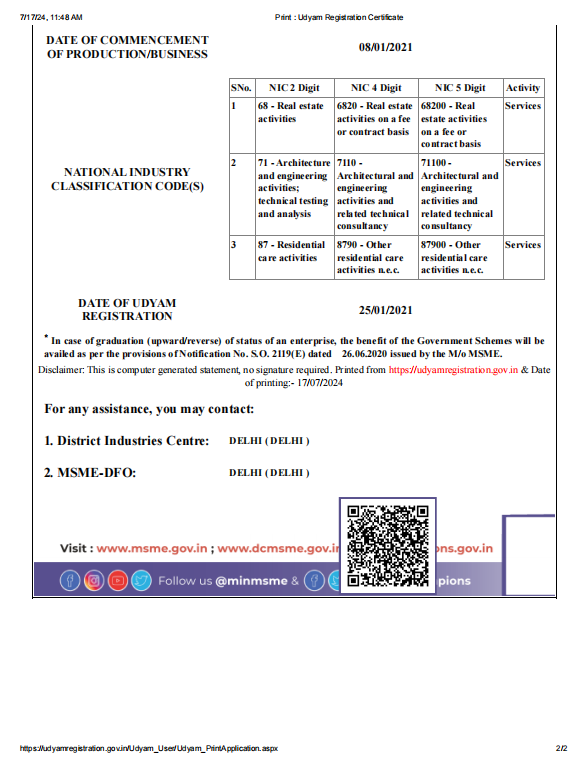 7/17/24, 11:48 AM Print : Udyam Registration Certificate
DATE OF COMMENCEMENT
OF PRODUCTION/BUSINESS
08/01/2021
NATIONAL INDUSTRY
CLASSIFICATION CODE(S)
SNo. NIC 2 Digit NIC 4 Digit NIC 5 Digit Activity
1 68 - Real estate 6820 - Real estate 68200 - Real Services
activities activities on a fee estate activities
or contract basis on a fee or
contract basis
2 71 - Architecture 7110 - 71100 - Services
and engineering Architectural and Architectural and
activities; engineering engineering
technical testing activities and activities and
and analysis related technical related technical
consultancy consultancy
3 87 - Residential 8790 - Other 87900 - Other Services
care activities residential care residential care
activities n.e.c. activities n.e.c.
DATE OF UDYAM
REGISTRATION
25/01/2021
* In case of graduation (upward/reverse) of status of an enterprise, the benefit of the Government Schemes will be
availed as per the provisions of Notification No. S.O. 2119(E) dated 26.06.2020 issued by the M/o MSME.
Disclaimer: This is computer generated statement, no signature required. Printed from https://udyamregistration.gov.in & Date
of printing:- 17/07/2024
For any assistance, you may contact:
1. District Industries Centre: DELHI ( DELHI )
2. MSME-DFO: DELHI ( DELHI )
Visit : www.msme.gov.in ; www.dcmsme.gov.i ns.gov.in
Follow us @minmsme & pions
https://udyamregistration.gov.in/Udyam_User/Udyam_PrintApplication.aspx 2/2